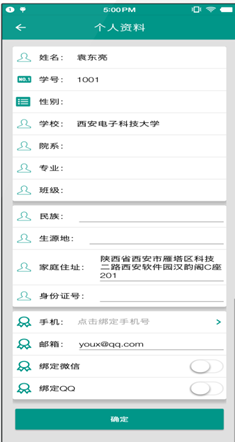 5:00PM
个人资料
姓名: 袁东亮
NO.1 学号: 1001
性别:
学校: 西安电子科技大学
院系:
专业:
班级:
民族:
生源地:
家庭住址: 陕西省西安市雁塔区科技
二路西安软件园汉韵阁C座
201
身份证号:
手机: 点击绑定手机号 >
邮箱: youx@qq.com
绑定微信
绑定QQ
确定